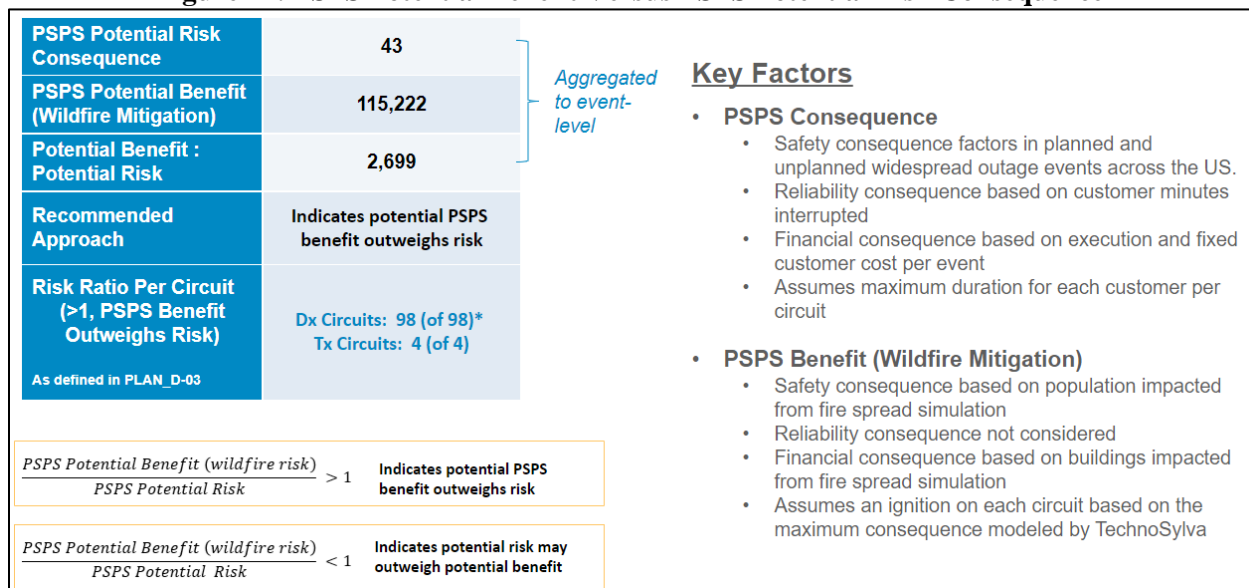 PSPS Potential Risk
Consequence
43
PSPS Potential Benefit
(Wildfire Mitigation)
115,222
Potential Benefit :
Potential Risk
2,699
Aggregated
to event-
level
Recommended
Approach
Indicates potential PSPS
benefit outweighs risk
Risk Ratio Per Circuit
(>1, PSPS Benefit
Outweighs Risk)
As defined in PLAN_D-03
Dx Circuits: 98 (of 98)*
Tx Circuits: 4 (of 4)
PSPS Potential Benefit (wildfire risk)
PSPS Potential Risk
> 1
Indicates potential PSPS
benefit outweighs risk
PSPS Potential Benefit (wildfire risk)
PSPS Potential Risk
< 1
Indicates potential risk may
outweigh potential benefit
Key Factors
• PSPS Consequence
• Safety consequence factors in planned and
unplanned widespread outage events across the US.
• Reliability consequence based on customer minutes
interrupted
• Financial consequence based on execution and fixed
customer cost per event
• Assumes maximum duration for each customer per
circuit
• PSPS Benefit (Wildfire Mitigation)
• Safety consequence based on population impacted
from fire spread simulation
• Reliability consequence not considered
• Financial consequence based on buildings impacted
from fire spread simulation
• Assumes an ignition on each circuit based on the
maximum consequence modeled by TechnoSylva